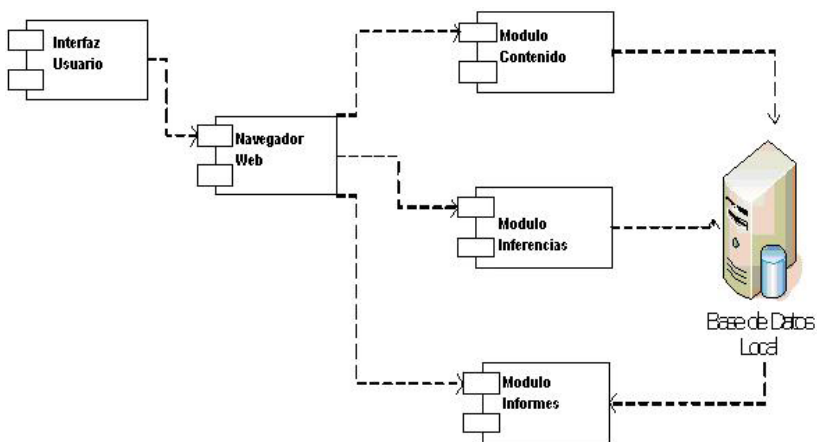 Interfaz
Usuario
Navegador
Web
Modulo
Contenido
Modulo
Inferencias
Base de Datos
Local
Modulo
Informes